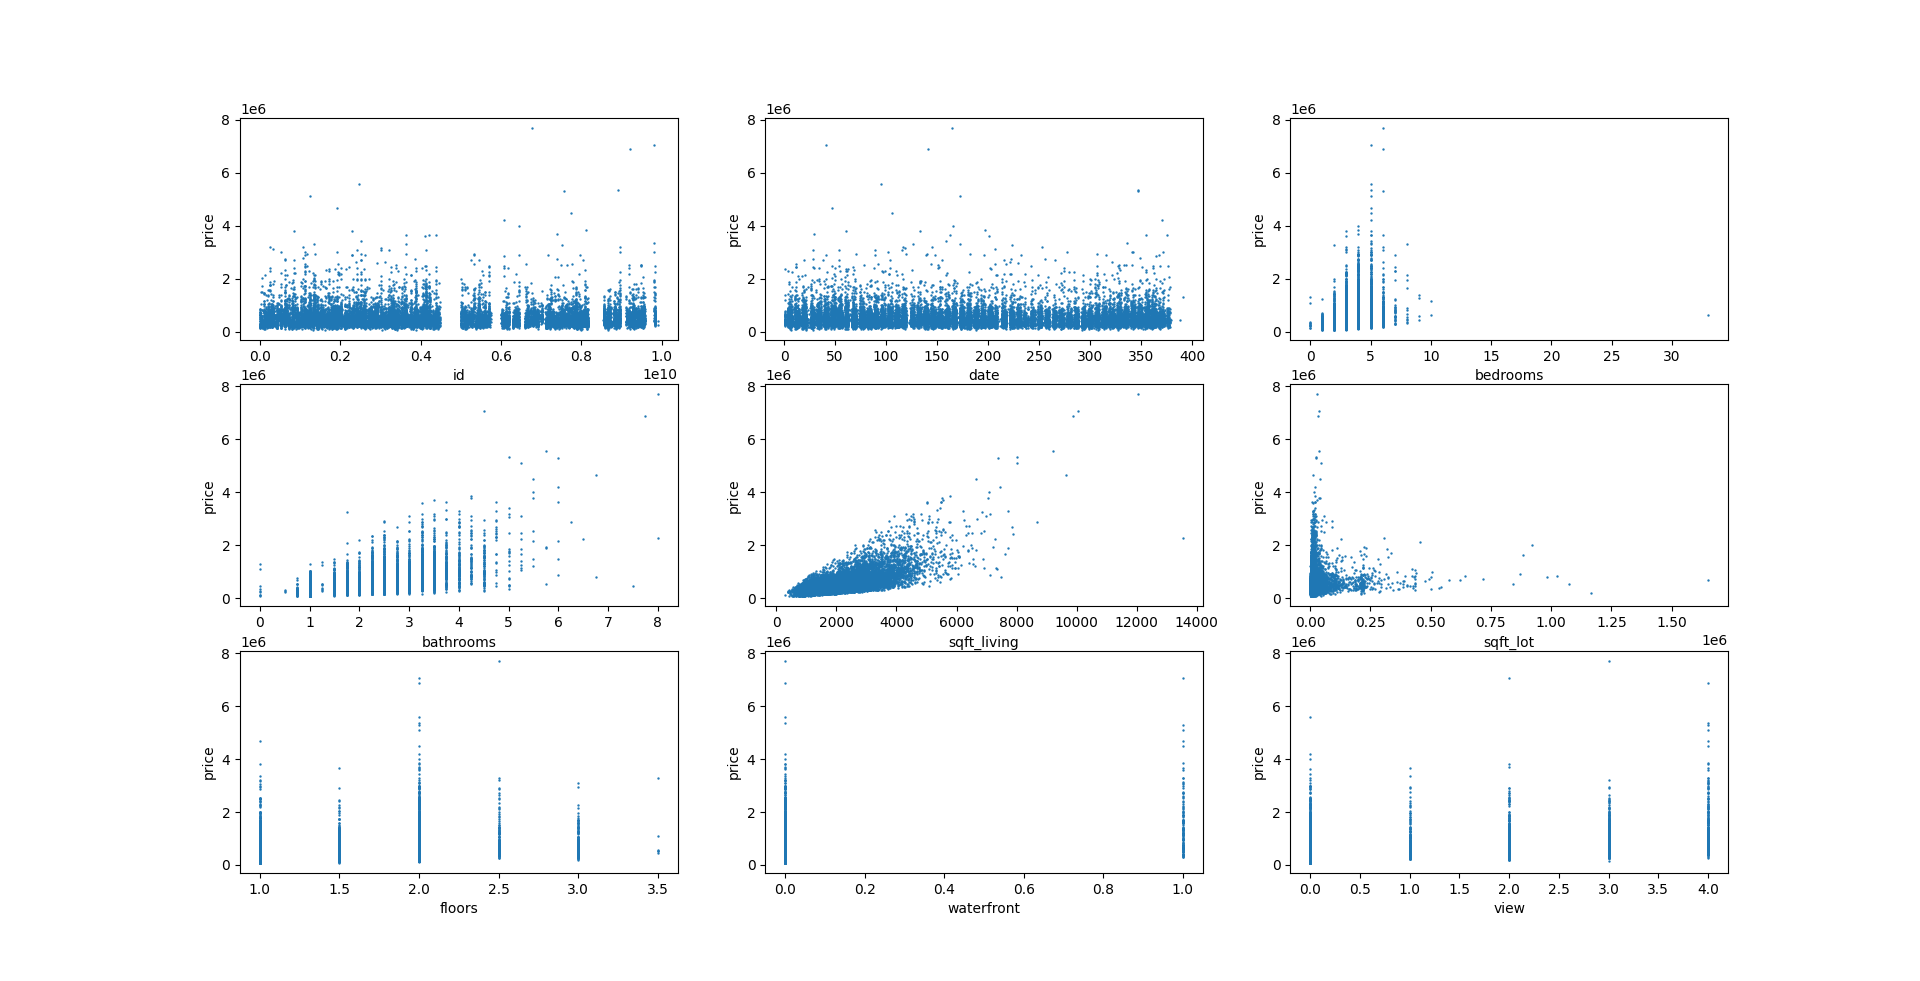 1e6 1e6 1e6
8 8 8
6 6 6
price 4 price 4 price 4
2 2 2
0 0 0
0.0 0.2 0.4 0.6 0.8 1.0 0 50 100 150 200 250 300 350 400 0 5 10 15 20 25 30
id 1e10 date bedrooms
1e6 1e6 1e6
8 8 8
6 6 6
price 4 price 4 price 4
2 2 2
0 0 0
0 1 2 3 4 5 6 7 8 0 2000 4000 6000 8000 10000 12000 14000 0.00 0.25 0.50 0.75 1.00 1.25 1.50
bathrooms sqft_living sqft_lot 1e6
1e6 1e6 1e6
8 8 8
6 6 6
price 4 price 4 price 4
2 2 2
0 0 0
1.0 1.5 2.0 2.5 3.0 3.5 0.0 0.2 0.4 0.6 0.8 1.0 0.0 0.5 1.0 1.5 2.0 2.5 3.0 3.5 4.0
floors waterfront view